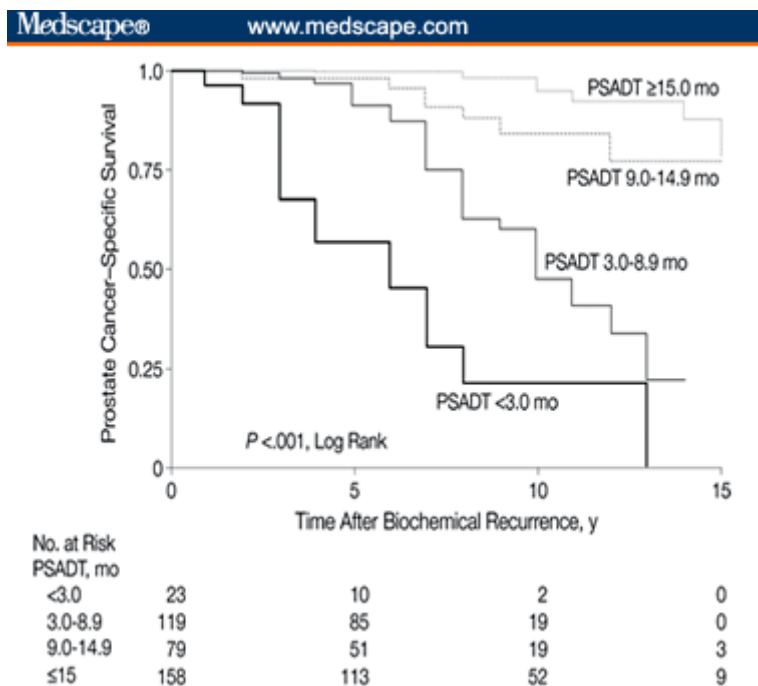 Medscape® www.medscape.com
Prostate Cancer–Specific Survival
1.0
0.75
0.50
0.25
0
PSADT ≥15.0 mo
PSADT 9.0-14.9 mo
PSADT 3.0-8.9 mo
PSADT <3.0 mo
P <.001, Log Rank
0 5 10 15
Time After Biochemical Recurrence, y
No. at Risk
PSADT, mo
<3.0 23 10 2 0
3.0-8.9 119 85 19 0
9.0-14.9 79 51 19 3
≤15 158 113 52 9